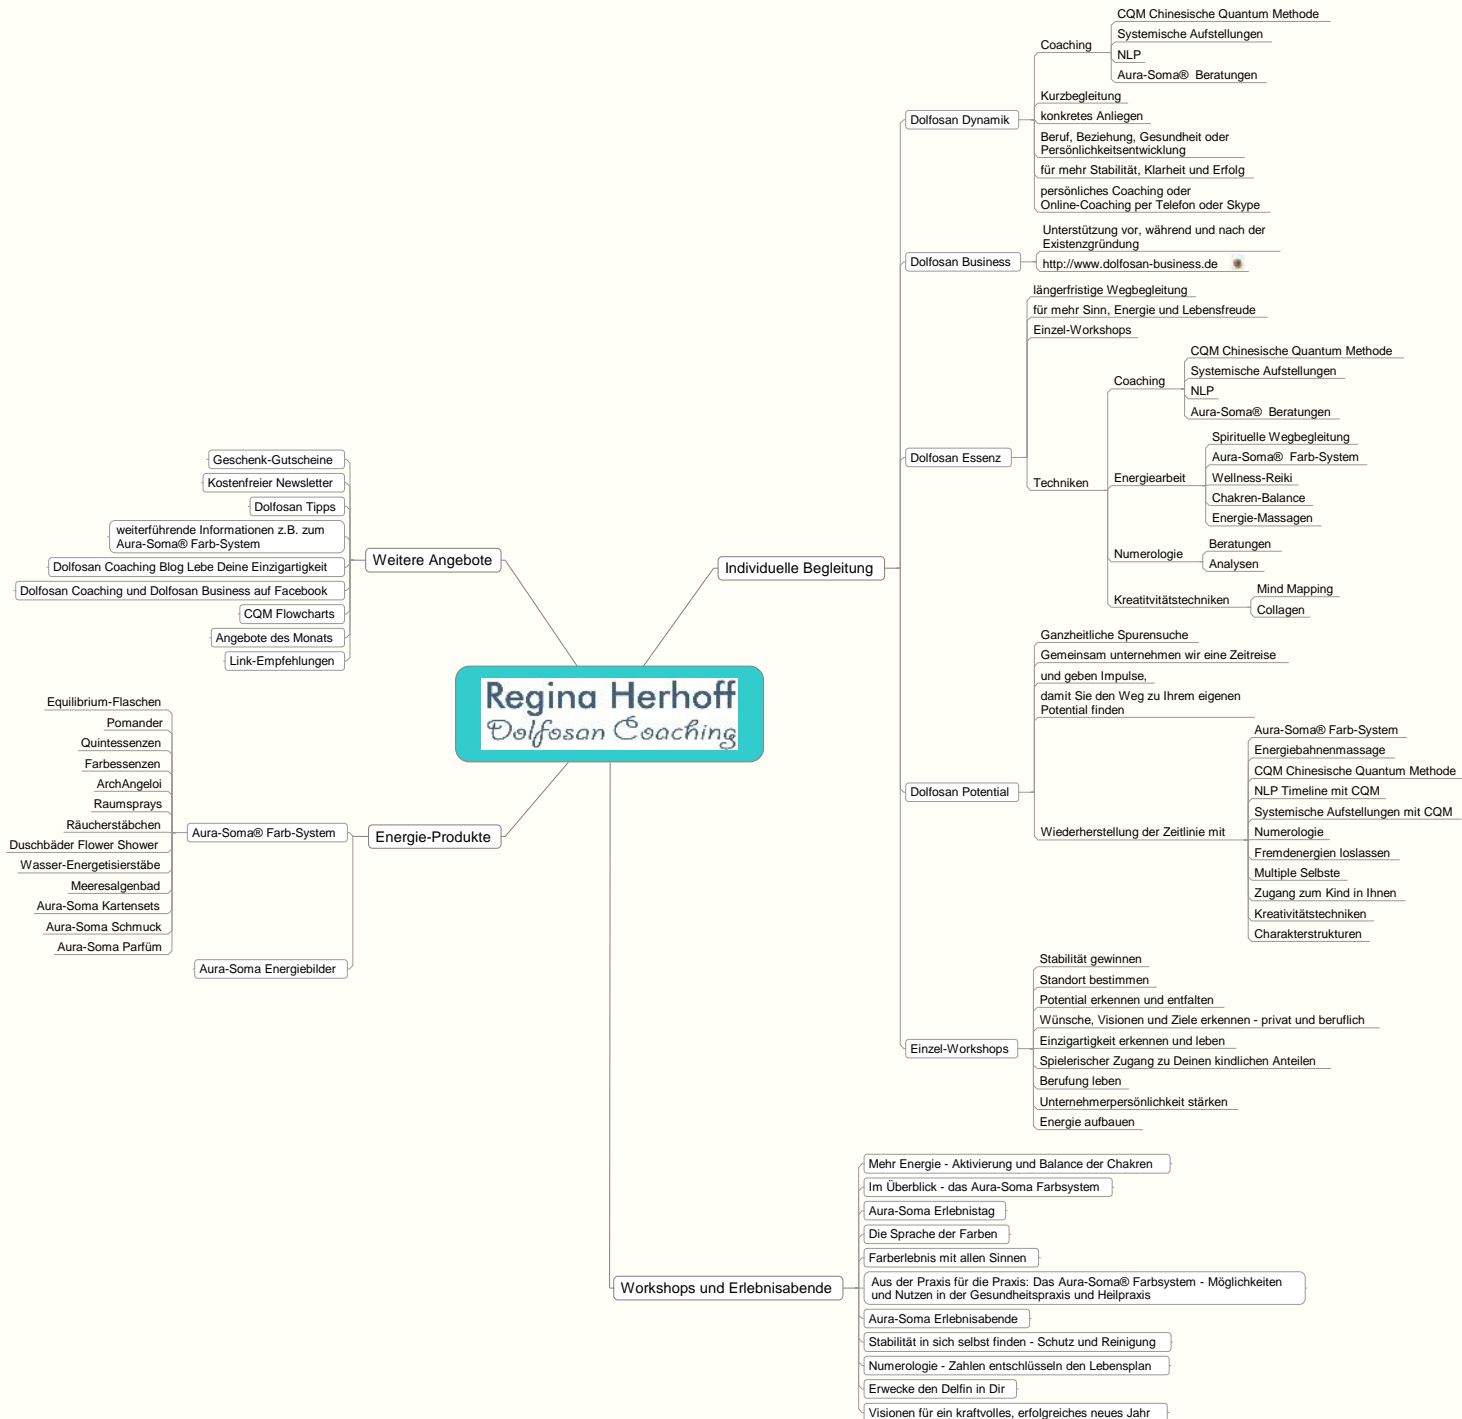 Regina Herhoff
Dolfosan Coaching
Individuelle Begleitung
Dolfosan Dynamik
Coaching
CQM Chinesische Quantum Methode
Systemische Aufstellungen
NLP
Aura-Soma® Beratungen
Kurzbegleitung
konkretes Anliegen
Beruf, Beziehung, Gesundheit oder
Persönlichkeitsentwicklung
für mehr Stabilität, Klarheit und Erfolg
persönliches Coaching oder
Online-Coaching per Telefon oder Skype
Dolfosan Business
Unterstützung vor, während und nach der
Existenzgründung
http://www.dolfosan-business.de
Dolfosan Essenz
längerfristige Wegbegleitung
für mehr Sinn, Energie und Lebensfreude
Einzel-Workshops
Techniken
Coaching
CQM Chinesische Quantum Methode
Systemische Aufstellungen
NLP
Aura-Soma® Beratungen
Energiearbeit
Spirituelle Wegbegleitung
Aura-Soma® Farb-System
Wellness-Reiki
Chakren-Balance
Energie-Massagen
Numerologie
Beratungen
Analysen
Kreatitvitätstechniken
Mind Mapping
Collagen
Dolfosan Potential
Ganzheitliche Spurensuche
Gemeinsam unternehmen wir eine Zeitreise
und geben Impulse,
damit Sie den Weg zu Ihrem eigenen
Potential finden
Wiederherstellung der Zeitlinie mit
Aura-Soma® Farb-System
Energiebahnenmassage
CQM Chinesische Quantum Methode
NLP Timeline mit CQM
Systemische Aufstellungen mit CQM
Numerologie
Fremdenergien loslassen
Multiple Selbste
Zugang zum Kind in Ihnen
Kreativitätstechniken
Charakterstrukturen
Einzel-Workshops
Stabilität gewinnen
Standort bestimmen
Potential erkennen und entfalten
Wünsche, Visionen und Ziele erkennen - privat und beruflich
Einzigartigkeit erkennen und leben
Spielerischer Zugang zu Deinen kindlichen Anteilen
Berufung leben
Unternehmerpersönlichkeit stärken
Energie aufbauen
Workshops und Erlebnisabende
Mehr Energie - Aktivierung und Balance der Chakren
Im Überblick - das Aura-Soma Farbsystem
Aura-Soma Erlebnistag
Die Sprache der Farben
Farberlebnis mit allen Sinnen
Aus der Praxis für die Praxis: Das Aura-Soma® Farbsystem - Möglichkeiten
und Nutzen in der Gesundheitspraxis und Heilpraxis
Aura-Soma Erlebnisabende
Stabilität in sich selbst finden - Schutz und Reinigung
Numerologie - Zahlen entschlüsseln den Lebensplan
Erwecke den Delfin in Dir
Visionen für ein kraftvolles, erfolgreiches neues Jahr
Energie-Produkte
Aura-Soma® Farb-System
Equilibrium-Flaschen
Pomander
Quintessenzen
Farbessenzen
ArchAngeloi
Raumsprays
Räucherstäbchen
Duschbäder Flower Shower
Wasser-Energetisierstäbe
Meeresalgenbad
Aura-Soma Kartensets
Aura-Soma Schmuck
Aura-Soma Parfüm
Aura-Soma Energiebilder
Weitere Angebote
Geschenk-Gutscheine
Kostenfreier Newsletter
Dolfosan Tipps
weiterführende Informationen z.B. zum
Aura-Soma® Farb-System
Dolfosan Coaching Blog Lebe Deine Einzigartigkeit
Dolfosan Coaching und Dolfosan Business auf Facebook
CQM Flowcharts
Angebote des Monats
Link-Empfehlungen